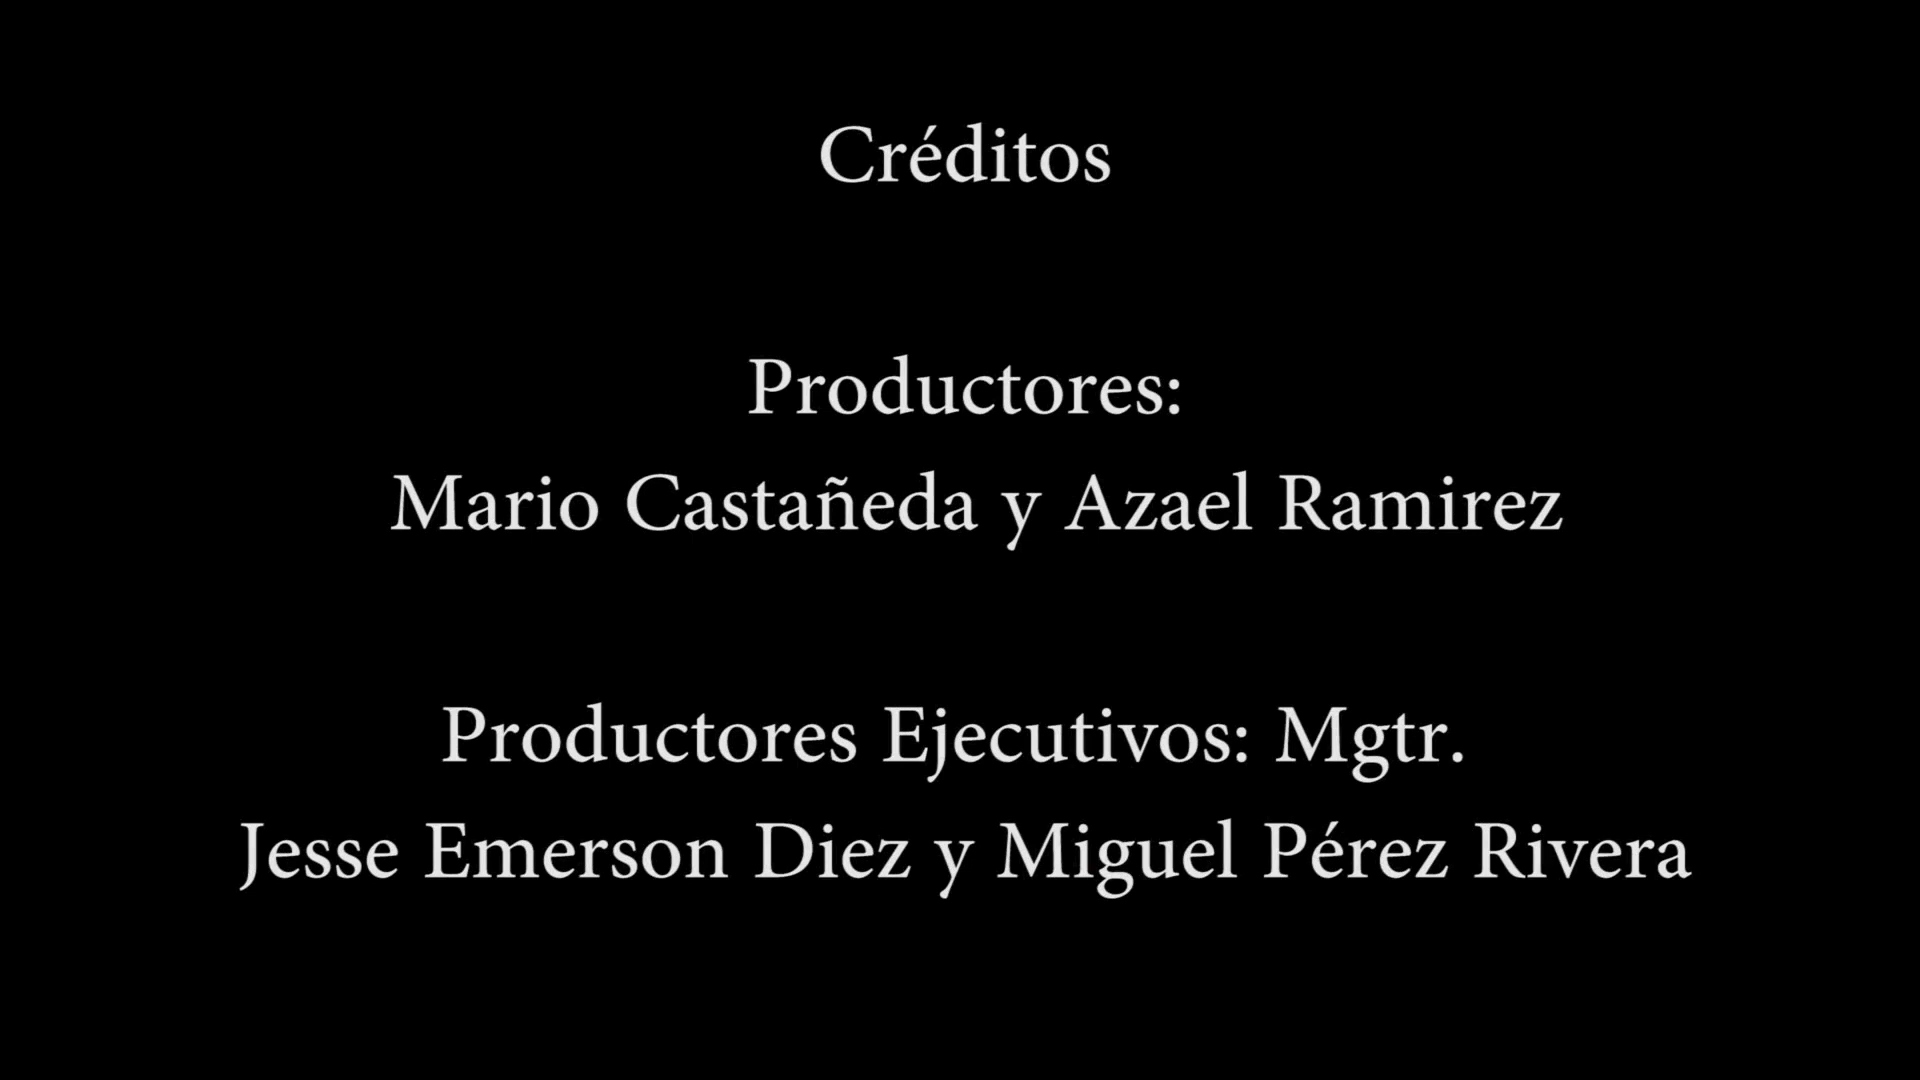 Créditos
Productores:
Mario Castañeda y Azael Ramirez
Productores Ejecutivos: Mgtr.
Jesse Emerson Diez y Miguel Pérez Rivera